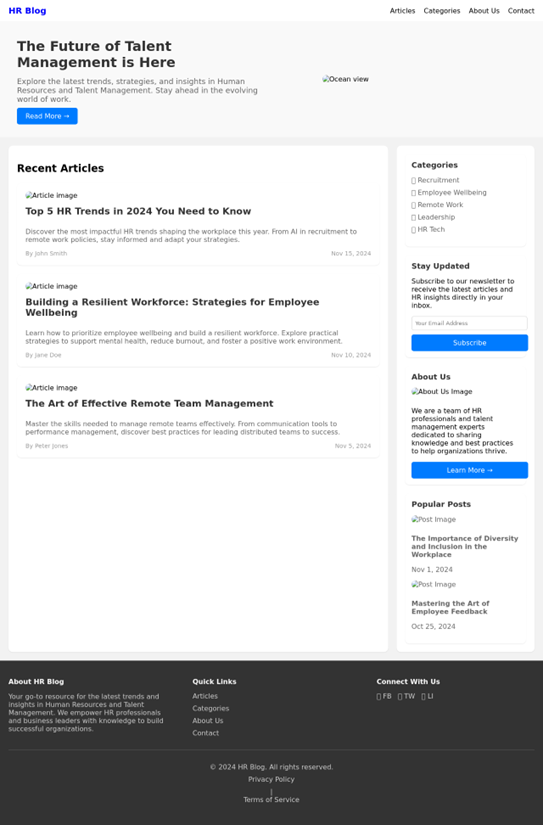 HR Blog
Articles Categories About Us Contact
The Future of Talent
Management is Here
Explore the latest trends, strategies, and insights in Human
Resources and Talent Management. Stay ahead in the evolving
world of work.
Read More →
Ocean view
Recent Articles
Article image
Top 5 HR Trends in 2024 You Need to Know
Discover the most impactful HR trends shaping the workplace this year. From AI in recruitment to
remote work policies, stay informed and adapt your strategies.
By John Smith Nov 15, 2024
Article image
Building a Resilient Workforce: Strategies for Employee
Wellbeing
Learn how to prioritize employee wellbeing and build a resilient workforce. Explore practical
strategies to support mental health, reduce burnout, and foster a positive work environment.
By Jane Doe Nov 10, 2024
Article image
The Art of Effective Remote Team Management
Master the skills needed to manage remote teams effectively. From communication tools to
performance management, discover best practices for leading distributed teams to success.
By Peter Jones Nov 5, 2024
Categories
Recruitment
Employee Wellbeing
Remote Work
Leadership
HR Tech
Stay Updated
Subscribe to our newsletter to
receive the latest articles and
HR insights directly in your
inbox.
Your Email Address
Subscribe
About Us
About Us Image
We are a team of HR
professionals and talent
management experts
dedicated to sharing
knowledge and best practices
to help organizations thrive.
Learn More →
Popular Posts
Post Image
The Importance of Diversity
and Inclusion in the
Workplace
Nov 1, 2024
Post Image
Mastering the Art of
Employee Feedback
Oct 25, 2024
About HR Blog
Your go-to resource for the latest trends and
insights in Human Resources and Talent
Management. We empower HR professionals
and business leaders with knowledge to build
successful organizations.
Quick Links
Articles
Categories
About Us
Contact
Connect With Us
FB TW LI
© 2024 HR Blog. All rights reserved.
Privacy Policy
|
Terms of Service